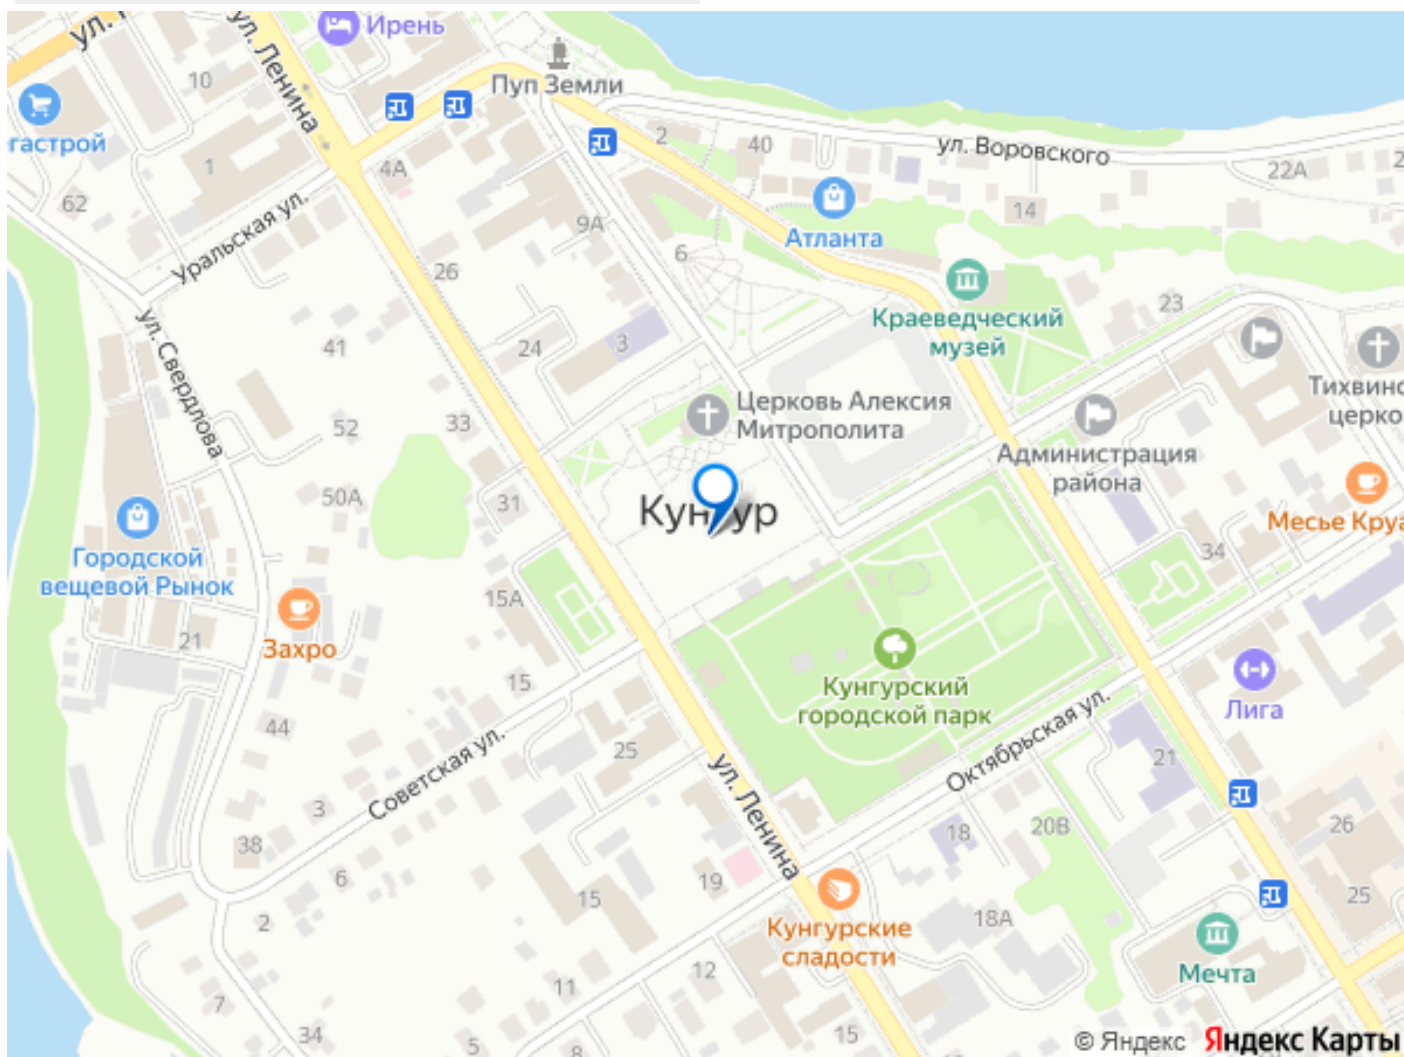 ул. Ленина
Ирень
10
Пуп Земли
гастрой
1
4А
2
40
ул. Воровского
22А
2
62
9А
14
Атланта
Уральская ул.
26
6
23
Краеведческий
музей
ул. Свердлова
41
24
3
Церковь Алексия
Митрополита
52
33
Администрация
района
50А
31
Кунгур
34
Городской
вещевой Рынок
15А
21
Захро
15
Кунгурский
городской парк
Лига
44
Советская ул.
25
Октябрьская ул.
21
3
ул. Ленина
38
18
20В
26
6
19
15
25
2
18А
Кунгурские
сладости
Мечта
12
11
7
34
5
8
15
© Яндекс Яндекс Карты